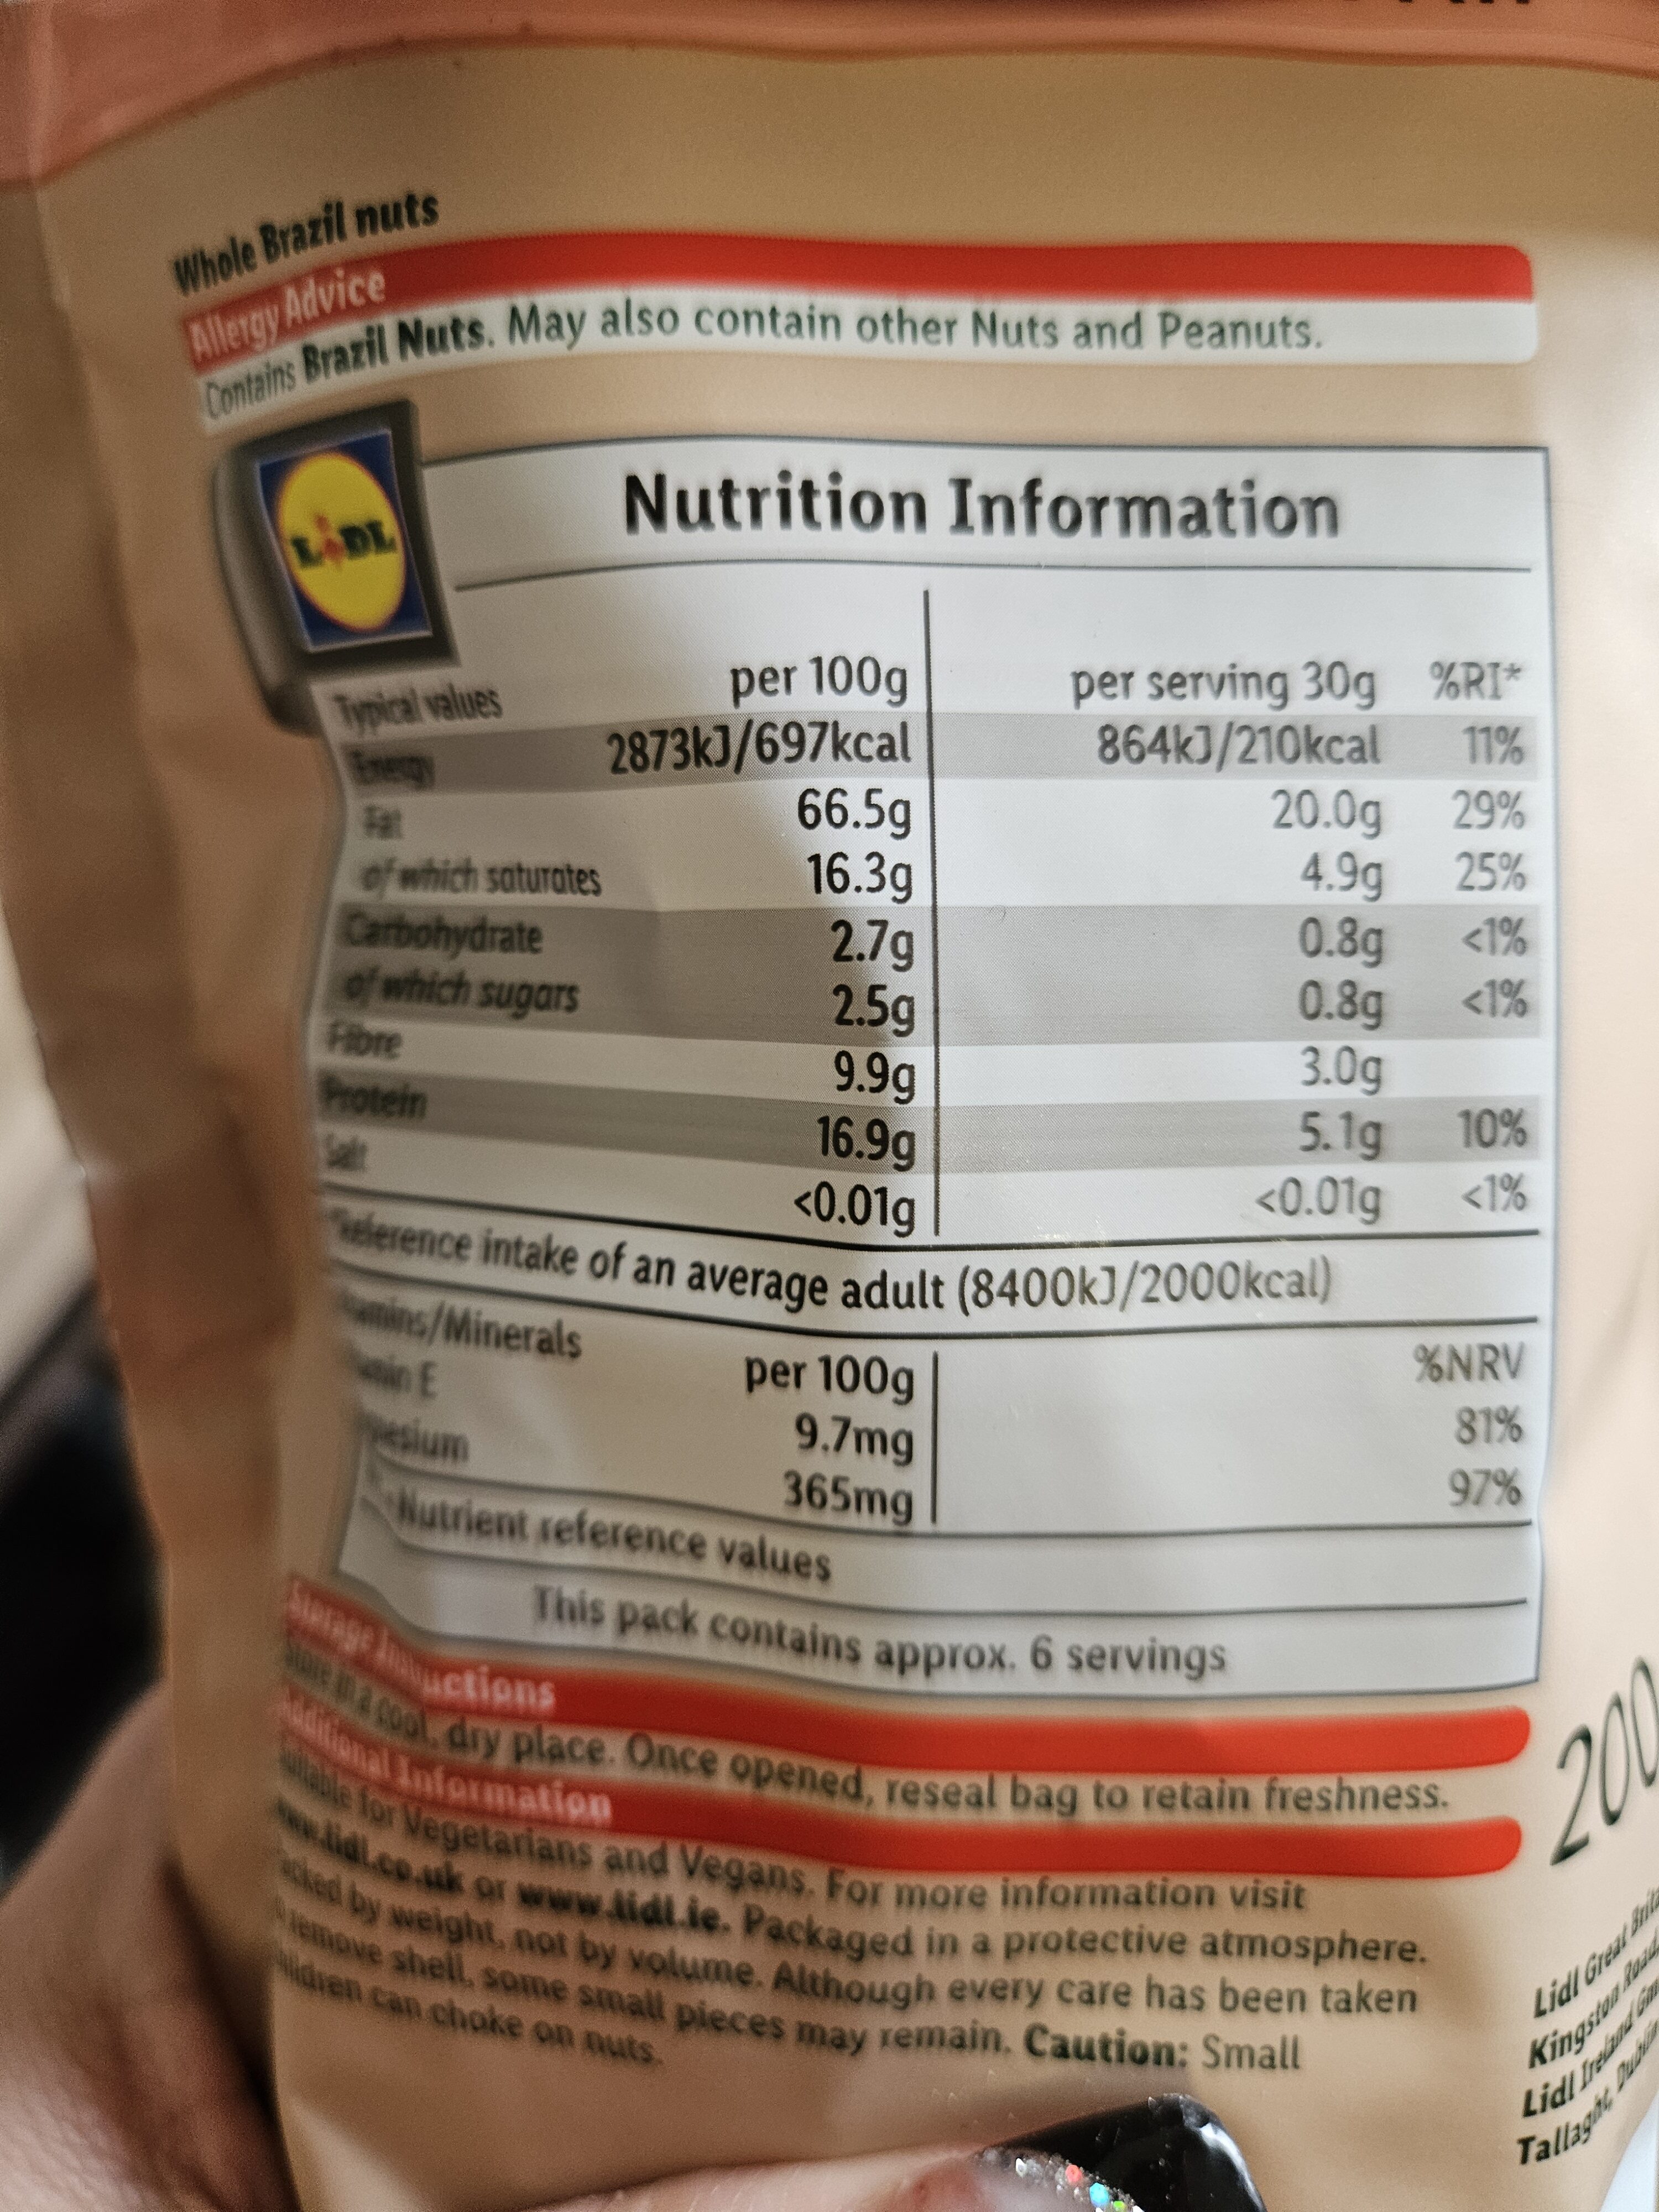 Whole Brazil nuts
Allergy Advice
Contains Brazil Nuts. May also contain other Nuts and Peanuts.
LIDL
Nutrition Information
Typical values per 100g per serving 30g %RI*
Energy 2873kJ/697kcal 864kJ/210kcal 11%
Fat 66.5g 20.0g 29%
of which saturates 16.3g 4.9g 25%
Carbohydrate 2.7g 0.8g <1%
of which sugars 2.5g 0.8g <1%
Fibre 9.9g 3.0g
Protein 16.9g 5.1g 10%
Salt <0.01g <0.01g <1%
*Reference intake of an average adult (8400kJ/2000kcal)
/Minerals per 100g %NRV
E 9.7mg 81%
365mg 97%
Nutrient reference values
This pack contains approx. 6 servings
Storage
cool, dry place. Once opened, reseal bag to retain freshness.
Additional Information
Suitable for Vegetarians and Vegans. For more information visit
www.lidl.co.uk or www.lidl.ie. Packaged in a protective atmosphere.
Packed by weight, not by volume. Although every care has been taken
remove shell, some small pieces may remain. Caution: Small
children can choke on nuts.
200
Lidl Great
Kingston Road
Lidl Ireland
Tallaght,